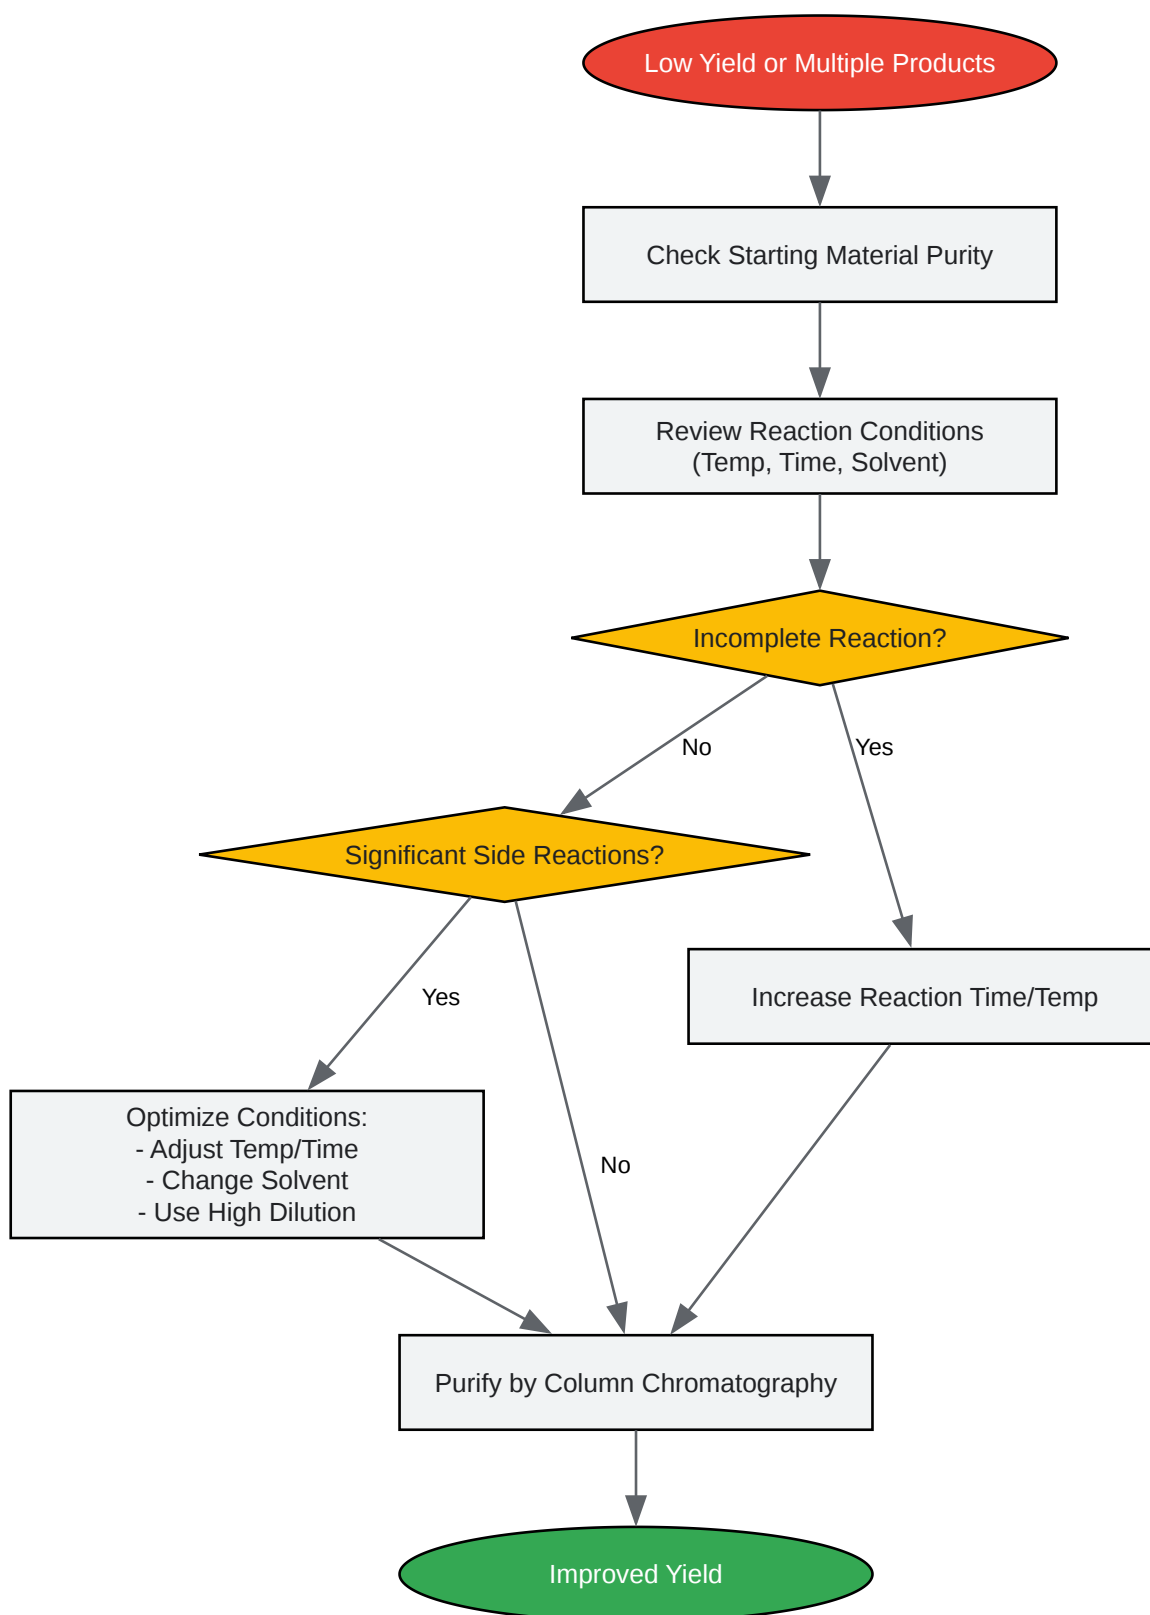 Low Yield or Multiple Products
Check Starting Material Purity
Review Reaction Conditions
(Temp, Time, Solvent)
Incomplete Reaction?
No
Yes
Significant Side Reactions?
Yes
Increase Reaction Time/Temp
Optimize Conditions:
- Adjust Temp/Time
- Change Solvent
- Use High Dilution
No
Purify by Column Chromatography
Improved Yield